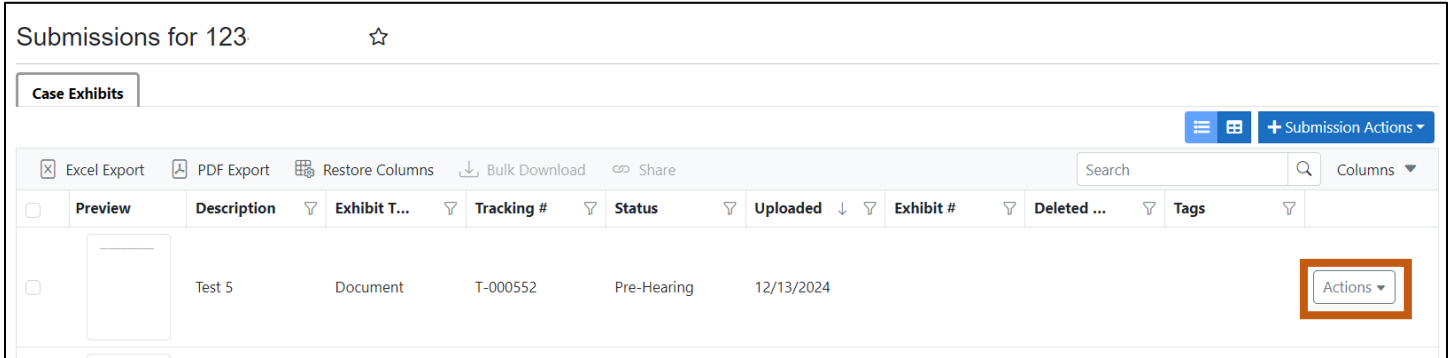 Submissions for 123
Case Exhibits
Submission Actions
Excel Export PDF Export Restore Columns Bulk Download Share Search Columns
Preview Description Exhibit T... Tracking # Status Uploaded Exhibit # Deleted ... Tags
Test 5 Document T-000552 Pre-Hearing 12/13/2024 Actions